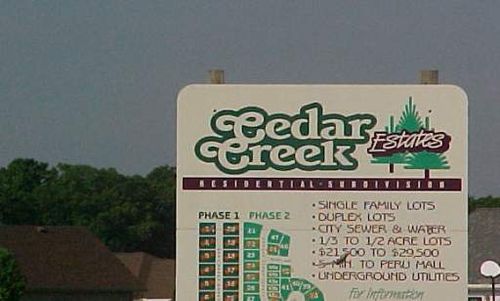 Cedar
Creek
Estates
RESIDENTIAL · SUBDIVISION
PHASE 1 PHASE 2
• SINGLE FAMILY LOTS
• DUPLEX LOTS
• CITY SEWER & WATER
• 1/3 TO 1/2 ACRE LOTS
• $21,500 TO $29,500
• 5 MIN. TO PERU MALL
• UNDERGROUND UTILITIES
For Information